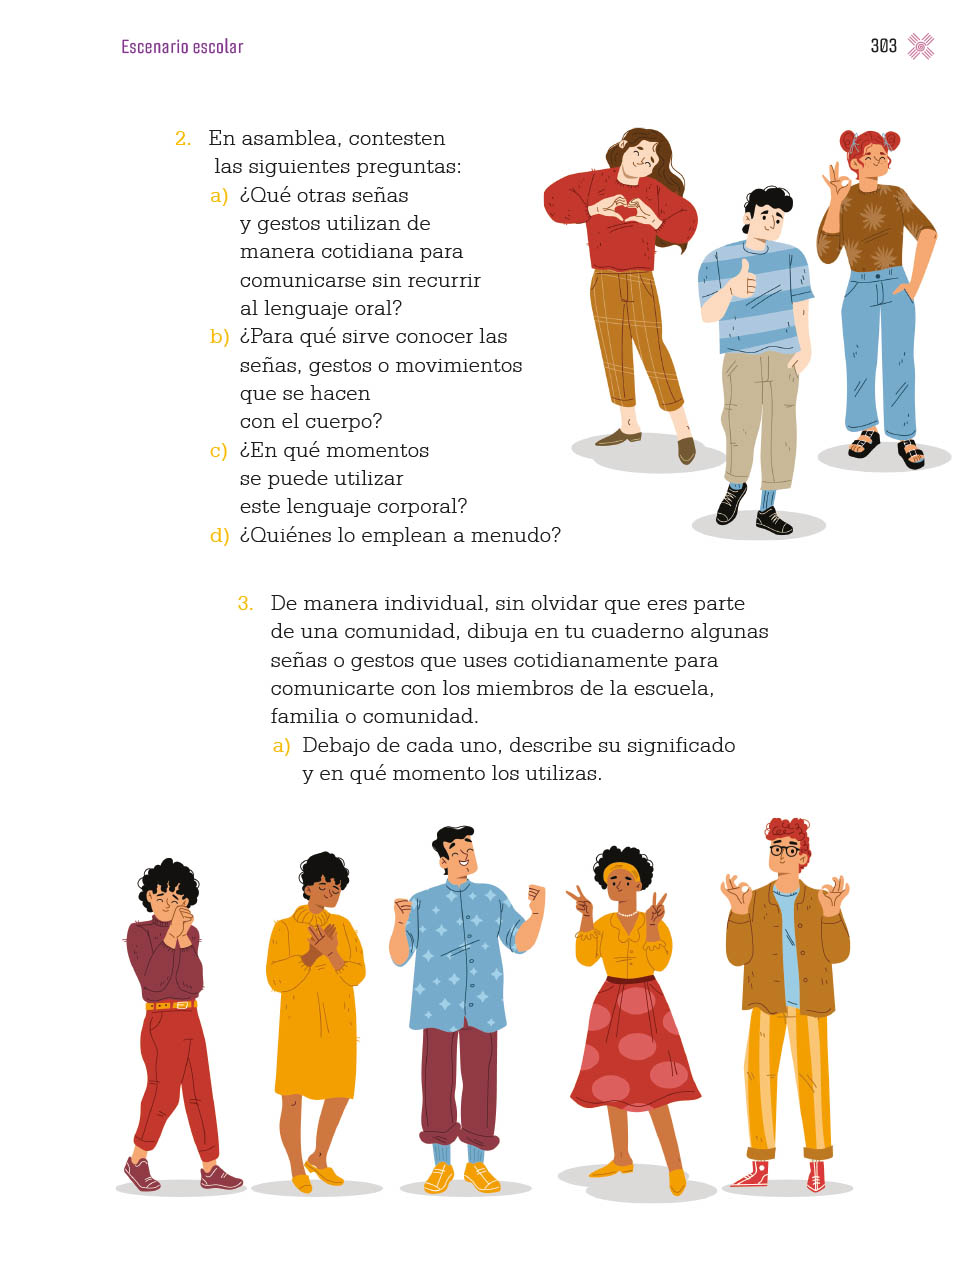 Escenario escolar
303
2. En asamblea, contesten
las siguientes preguntas:
a) ¿Qué otras señas
y gestos utilizan de
manera cotidiana para
comunicarse sin recurrir
al lenguaje oral?
b) ¿Para qué sirve conocer las
señas, gestos o movimientos
que se hacen
con el cuerpo?
c) ¿En qué momentos
se puede utilizar
este lenguaje corporal?
d) ¿Quiénes lo emplean a menudo?
3. De manera individual, sin olvidar que eres parte
de una comunidad, dibuja en tu cuaderno algunas
señas o gestos que uses cotidianamente para
comunicarte con los miembros de la escuela,
familia o comunidad.
a) Debajo de cada uno, describe su significado
y en qué momento los utilizas.